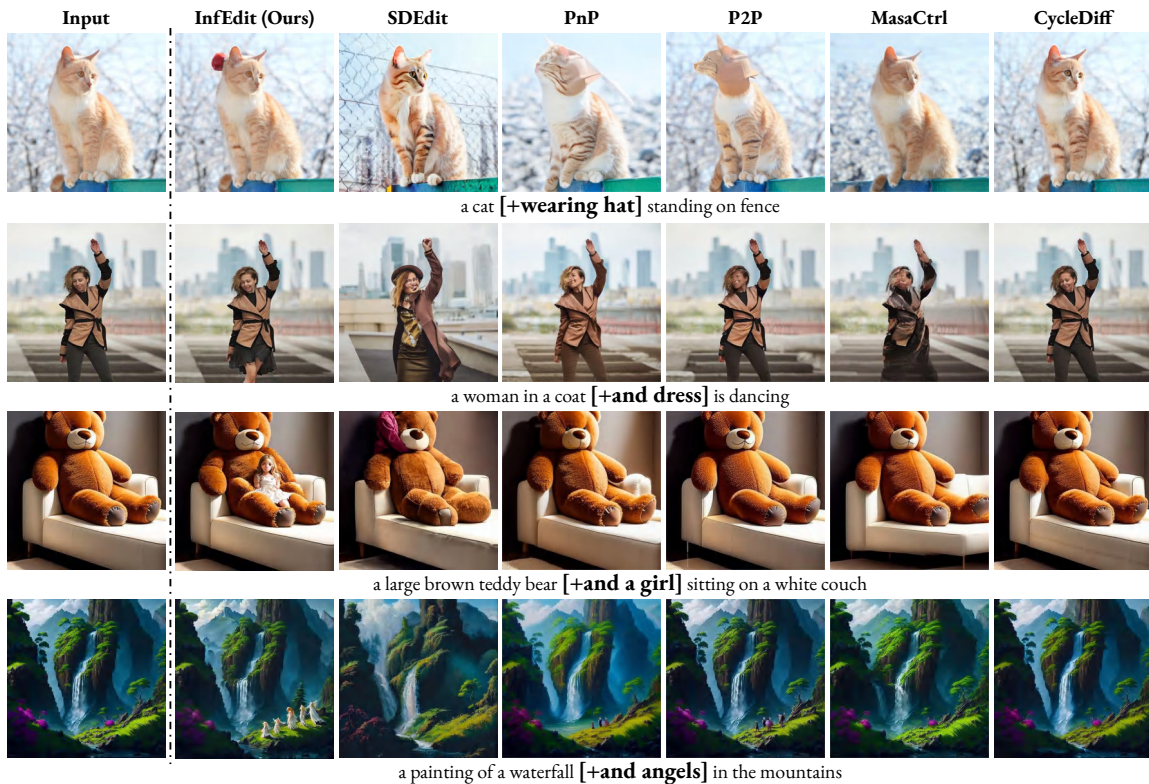 Input InfEdit (Ours) SDEdit PnP P2P MasaCtrl CycleDiff
a cat [+wearing hat] standing on fence
a woman in a coat [+and dress] is dancing
a large brown teddy bear [+and a girl] sitting on a white couch
a painting of a waterfall [+and angels] in the mountains